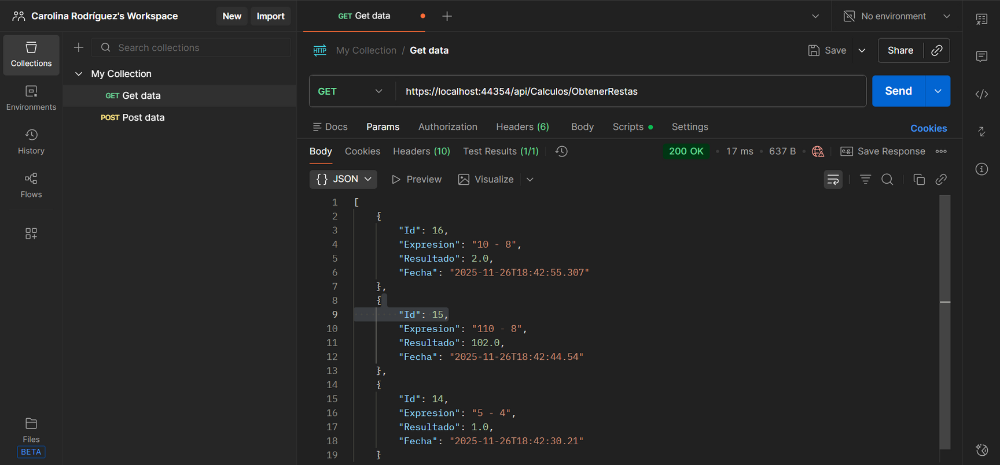 Carolina Rodríguez's Workspace
New
Import
GET Get data
No environment
Collections
Search collections
My Collection
GET Get data
POST Post data
Environments
History
Flows
Files
BETA
HTTP
My Collection / Get data
Save
Share
GET
https://localhost:44354/api/Calculos/ObtenerRestas
Send
Docs
Params
Authorization
Headers (6)
Body
Scripts
Settings
Cookies
Body
Cookies
Headers (10)
Test Results (1/1)
200 OK
17 ms
637 B
e.g.
Save Response
{} JSON
Preview
Visualize
1 [
2 {
3 "Id": 16,
4 "Expresion": "10 - 8",
5 "Resultado": 2.0,
6 "Fecha": "2025-11-26T18:42:55.307"
7 },
8 {
9 "Id": 15,
10 "Expresion": "110 - 8",
11 "Resultado": 102.0,
12 "Fecha": "2025-11-26T18:42:44.54"
13 },
14 {
15 "Id": 14,
16 "Expresion": "5 - 4",
17 "Resultado": 1.0,
18 "Fecha": "2025-11-26T18:42:30.21"
19 }